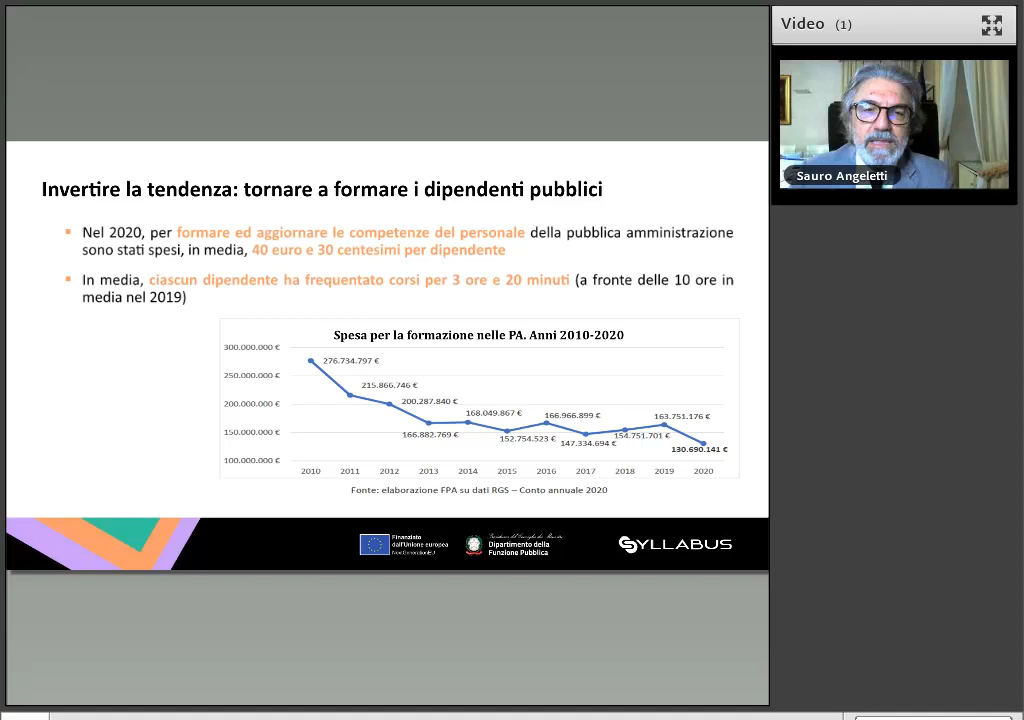 Video (1)
Sauro Angeletti
Invertire la tendenza: tornare a formare i dipendenti pubblici
Nel 2020, per formare ed aggiornare le competenze del personale della pubblica amministrazione
sono stati spesi, in media, 40 euro e 30 centesimi per dipendente
In media, ciascun dipendente ha frequentato corsi per 3 ore e 20 minuti (a fronte delle 10 ore in
media nel 2019)
Spesa per la formazione nelle PA. Anni 2010-2020
300.000.000 €
276.734.797 €
250.000.000 €
215.866.746 €
200.000.000 €
200.287.840 €
166.882.769 €
168.049.867 €
152.754.523 €
166.966.899 €
147.334.694 €
154.751.701 €
163.751.176 €
130.690.141 €
150.000.000 €
100.000.000 €
2010 2011 2012 2013 2014 2015 2016 2017 2018 2019 2020
Fonte: elaborazione FPA su dati RGS – Conto annuale 2020
Finanziato
dall'Unione europea
NextGenerationEU
Dipartimento della
Funzione Pubblica
SYLLABUS